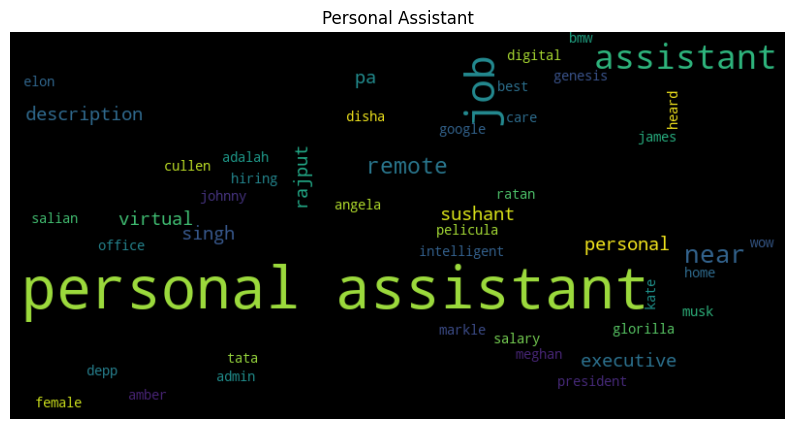 Personal Assistant
bmw
assistant
digital
job
genesis
pa
elon
best
heard
description
disha
care
google
james
adalah
cullen
remote
hiring
rajput
johnny
ratan
angela
salian
virtual
sushant
pelicula
singh
personal
wow
office
intelligent
near
home
personal assistant
kate
musk
markle
glorilla
salary
meghan
tata
executive
depp
admin
president
amber
female